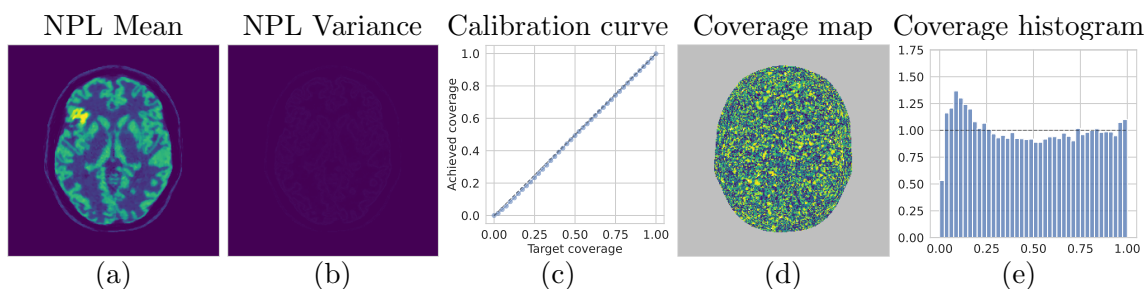 NPL Mean
NPL Variance
Calibration curve
Coverage map
Coverage histogram
Achieved coverage
1.0
0.8
0.6
0.4
0.2
0.0
0.00 0.25 0.50 0.75 1.00
Target coverage
1.75
1.50
1.25
1.00
0.75
0.50
0.25
0.00
0.00 0.25 0.50 0.75 1.00
(a)
(b)
(c)
(d)
(e)